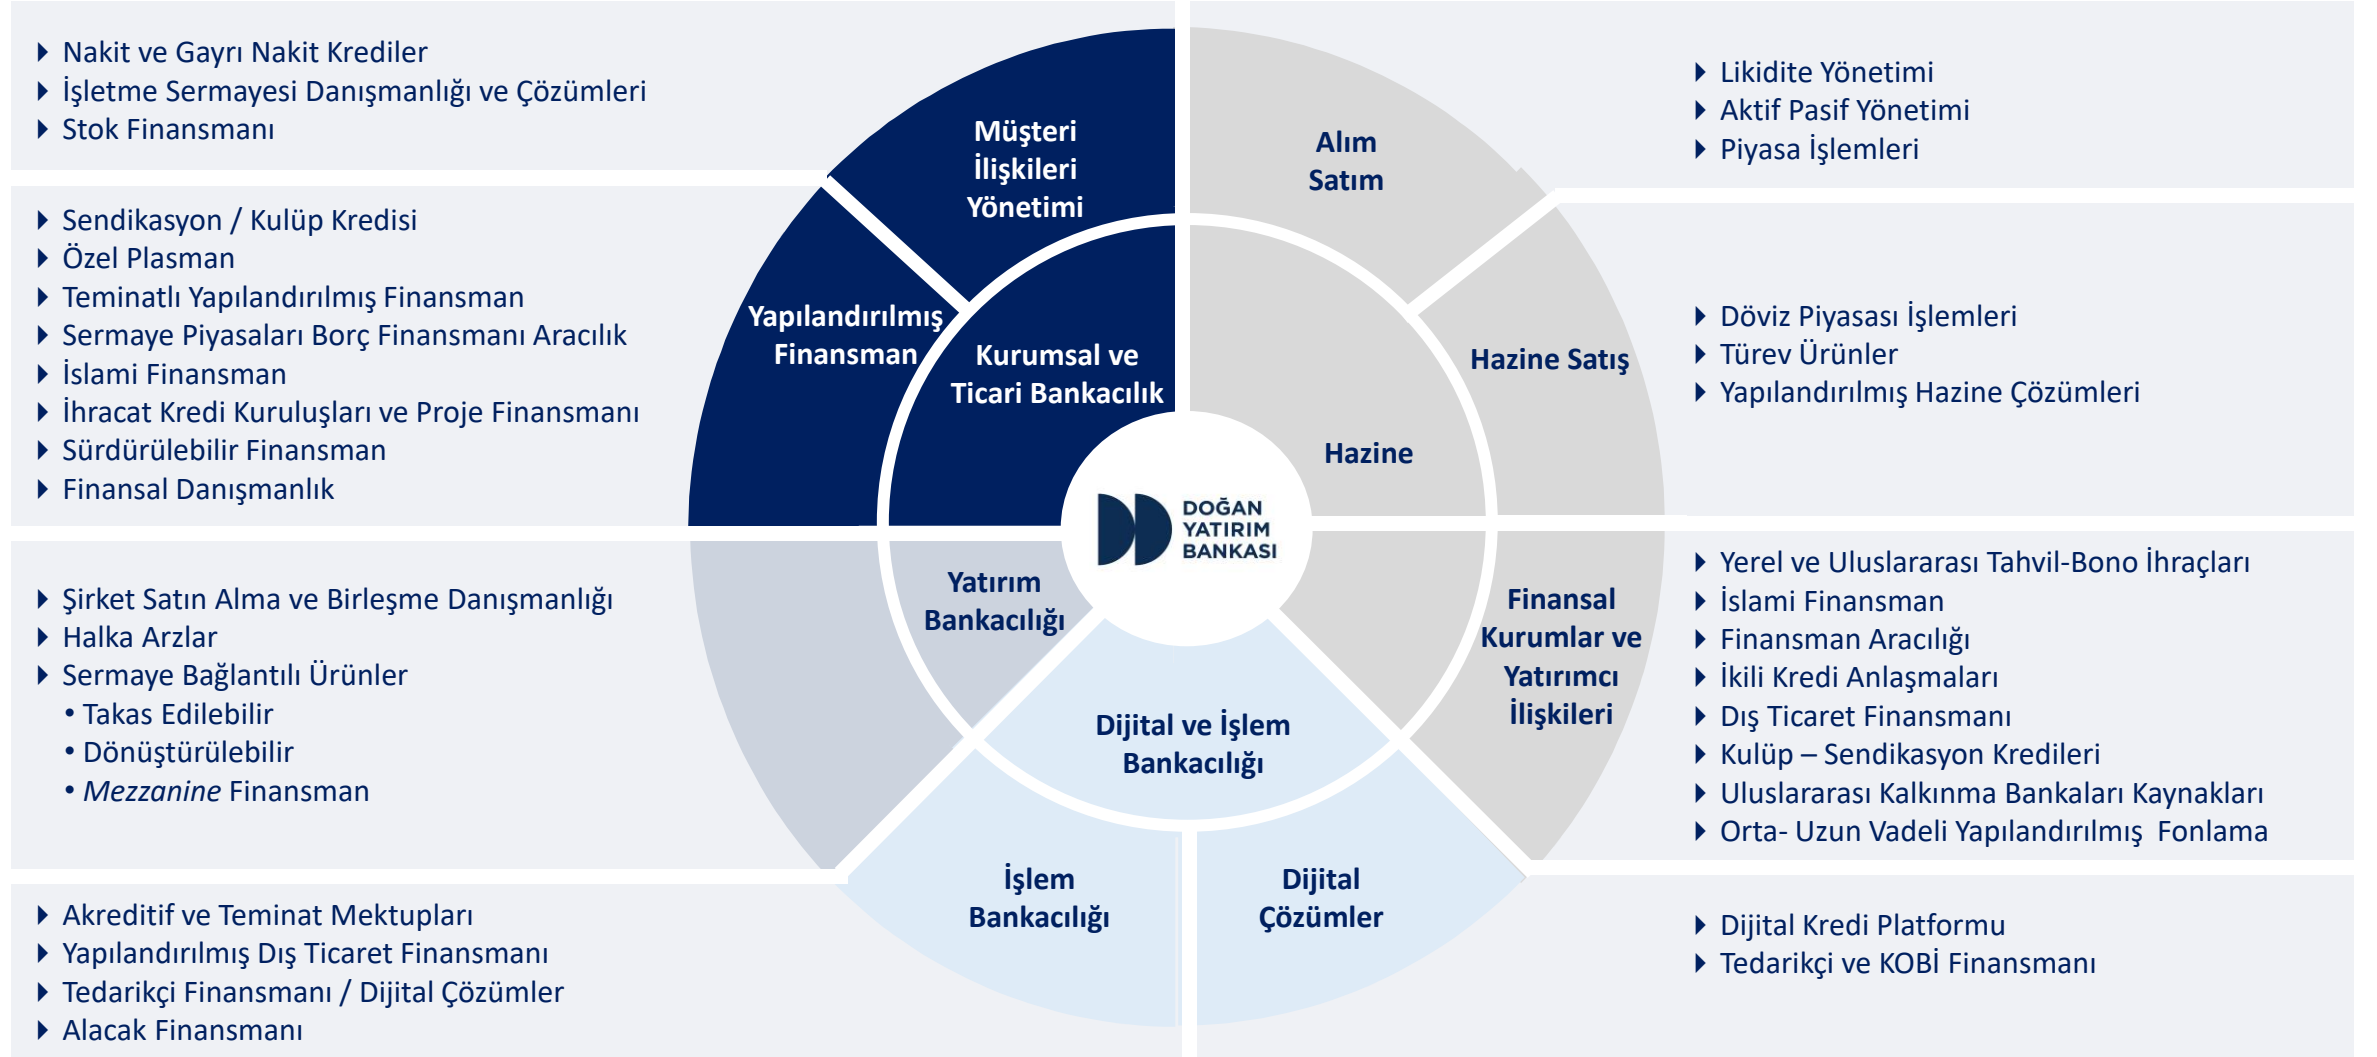 Nakit ve Gayrı Nakit Krediler
İşletme Sermayesi Danışmanlığı ve Çözümleri
Stok Finansmanı
Sendikasyon / Kulüp Kredisi
Özel Plasman
Teminatlı Yapılandırılmış Finansman
Sermaye Piyasaları Borç Finansmanı Aracılık
İslami Finansman
İhracat Kredi Kuruluşları ve Proje Finansmanı
Sürdürülebilir Finansman
Finansal Danışmanlık
Şirket Satın Alma ve Birleşme Danışmanlığı
Halka Arzlar
Sermaye Bağlantılı Ürünler
• Takas Edilebilir
• Dönüştürülebilir
• Mezzanine Finansman
Akreditif ve Teminat Mektupları
Yapılandırılmış Dış Ticaret Finansmanı
Tedarikçi Finansmanı / Dijital Çözümler
Alacak Finansmanı
Müşteri
İlişkileri
Yönetimi
Yapılandırılmış
Finansman
Kurumsal ve
Ticari Bankacılık
Alım
Satım
Hazine Satış
Hazine
DOĞAN
YATIRIM
BANKASI
Yatırım
Bankacılığı
Finansal
Kurumlar ve
Yatırımcı
İlişkileri
Dijital ve İşlem
Bankacılığı
İşlem
Bankacılığı
Dijital
Çözümler
Likidite Yönetimi
Aktif Pasif Yönetimi
Piyasa İşlemleri
Döviz Piyasası İşlemleri
Türev Ürünler
Yapılandırılmış Hazine Çözümleri
Yerel ve Uluslararası Tahvil-Bono İhraçları
İslami Finansman
Finansman Aracılığı
İkili Kredi Anlaşmaları
Dış Ticaret Finansmanı
Kulüp – Sendikasyon Kredileri
Uluslararası Kalkınma Bankaları Kaynakları
Orta- Uzun Vadeli Yapılandırılmış  Fonlama
Dijital Kredi Platformu
Tedarikçi ve KOBİ Finansmanı